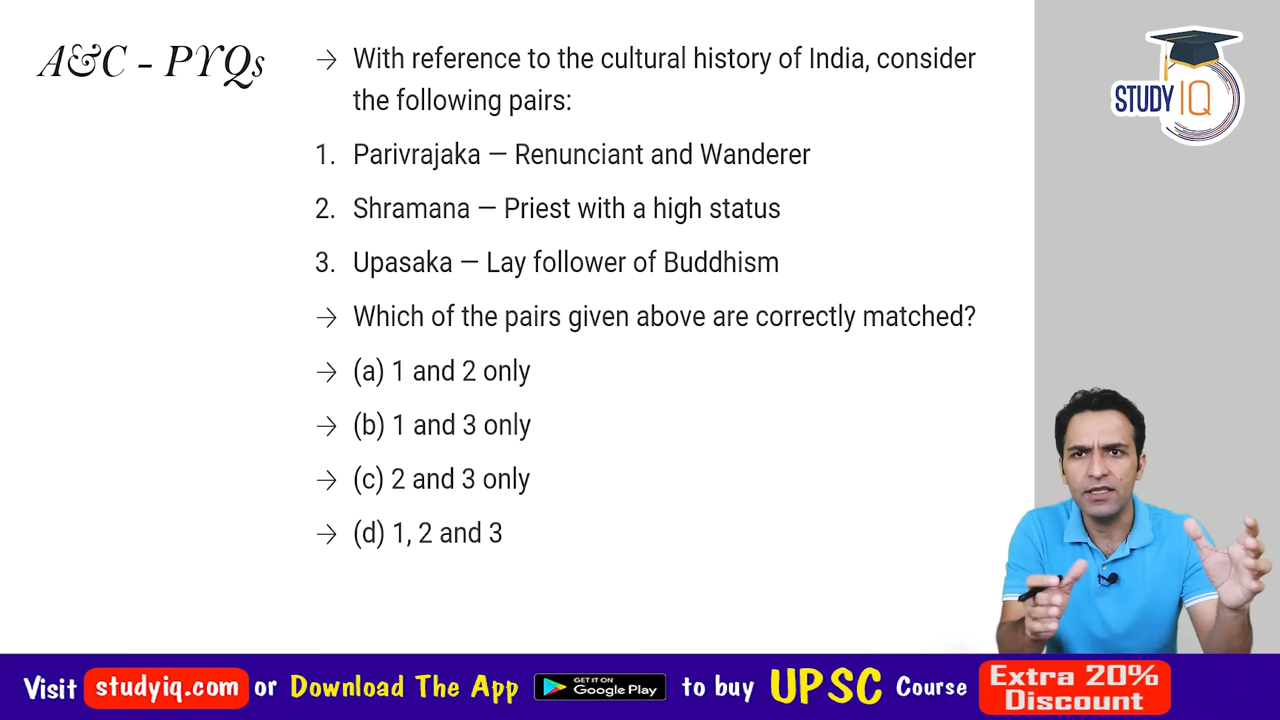 A&C - PYQs
→ With reference to the cultural history of India, consider
the following pairs:
1. Parivrajaka — Renunciant and Wanderer
2. Shramana — Priest with a high status
3. Upasaka — Lay follower of Buddhism
→ Which of the pairs given above are correctly matched?
→ (a) 1 and 2 only
→ (b) 1 and 3 only
→ (c) 2 and 3 only
→ (d) 1, 2 and 3
STUDY IQ
Visit studyiq.com or Download The App GET IT ON Google Play to buy UPSC Course Extra 20% Discount